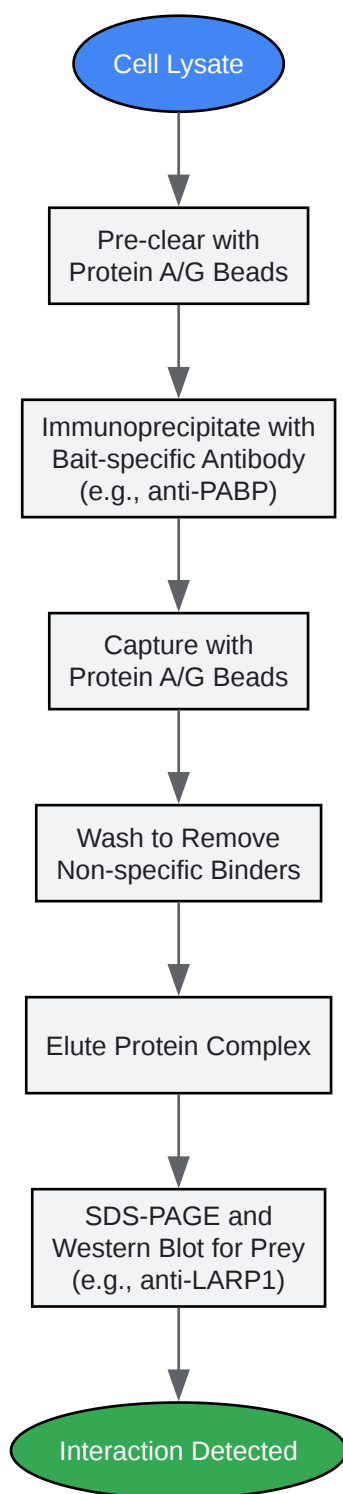 Cell Lysate
Pre-clear with
Protein A/G Beads
Immunoprecipitate with
Bait-specific Antibody
(e.g., anti-PABP)
Capture with
Protein A/G Beads
Wash to Remove
Non-specific Binders
Elute Protein Complex
SDS-PAGE and
Western Blot for Prey
(e.g., anti-LARP1)
Interaction Detected